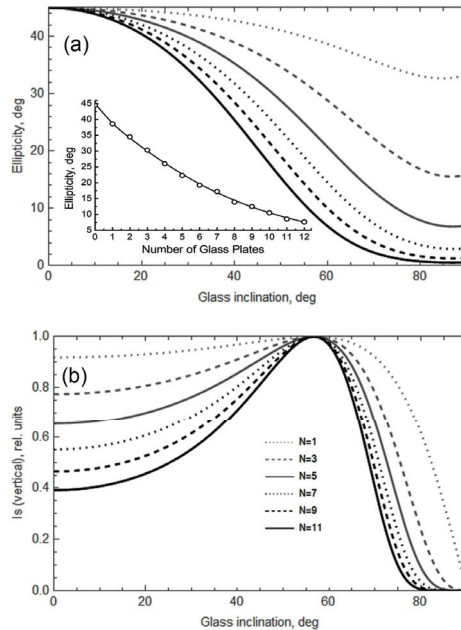 (a)
Ellipticity, deg
40
30
20
10
0
Ellipticity, deg
45
40
35
30
25
20
15
10
5
0 1 2 3 4 5 6 7 8 9 10 11 12
Number of Glass Plates
0 20 40 60 80
Glass inclination, deg
(b)
Is (vertical), rel. units
1.0
0.8
0.6
0.4
0.2
0.0
N=1
N=3
N=5
N=7
N=9
N=11
0 20 40 60 80
Glass inclination, deg